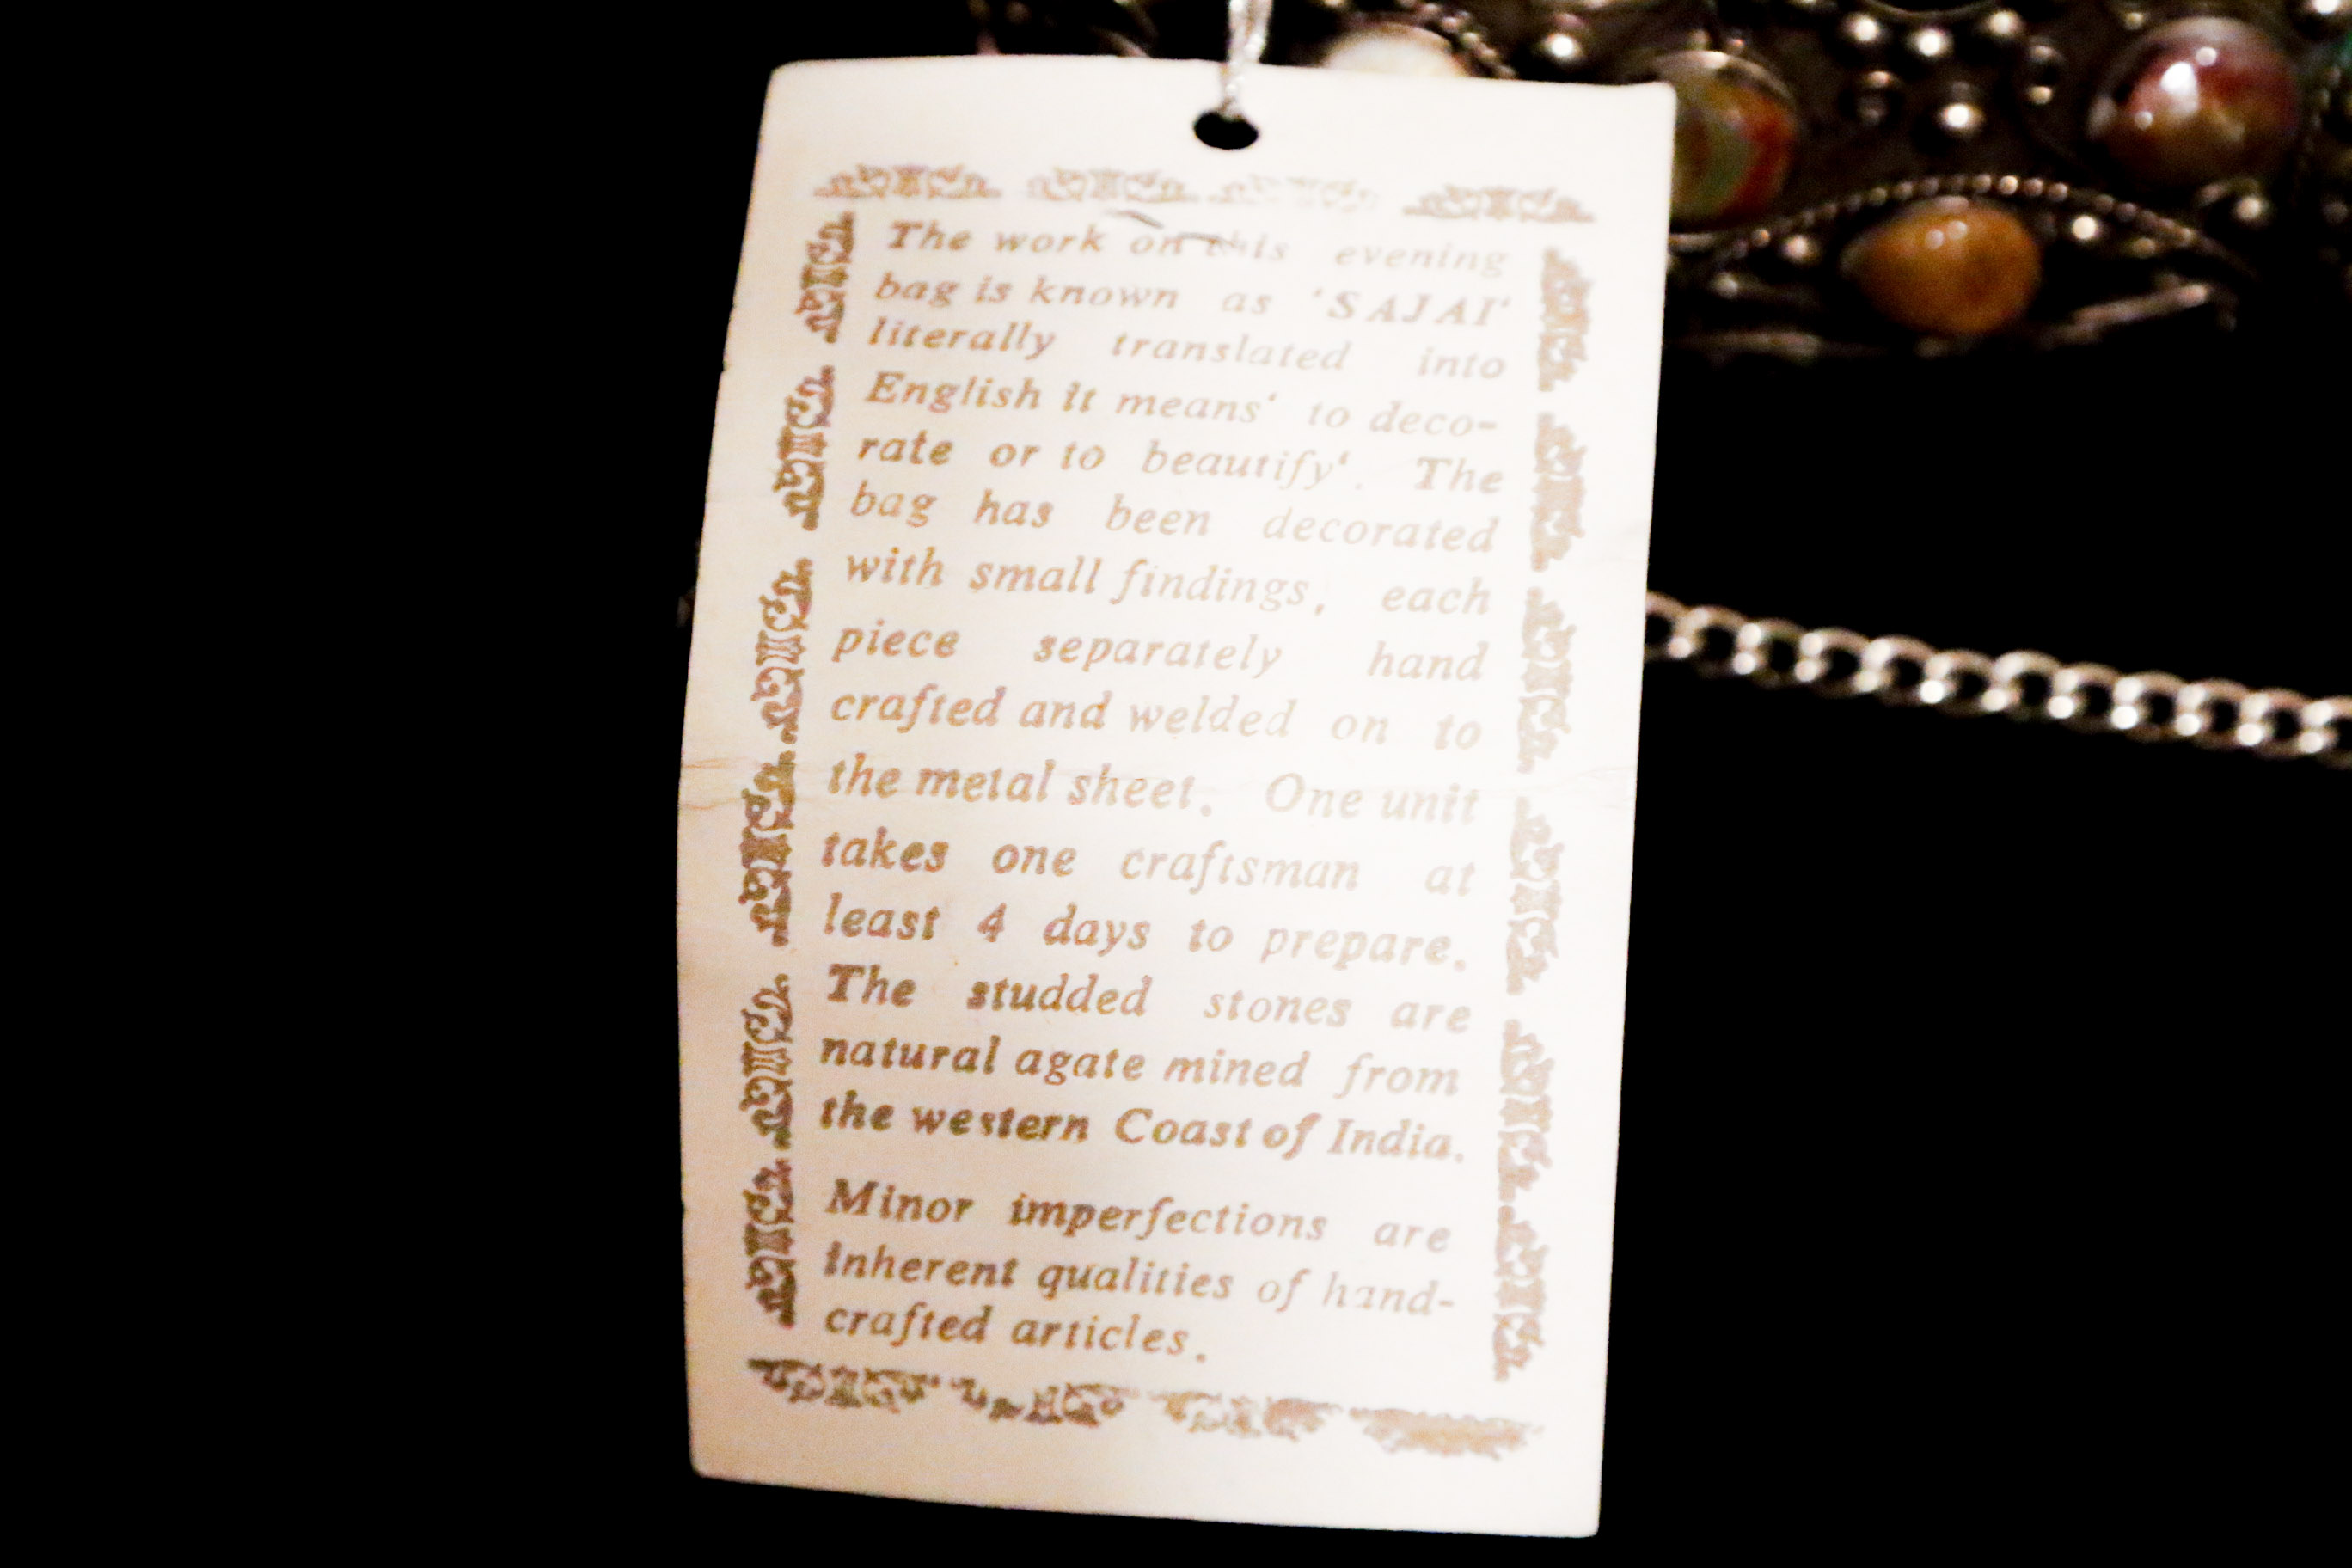 The work on this evening
bag is known as 'SAJAI'
literally translated into
English it means' to deco-
rate or to beautify'. The
bag has been decorated
with small findings, each
piece separately hand
crafted and welded on to
the metal sheet. One unit
takes one craftsman at
least 4 days to prepare.
The studded stones are
natural agate mined from
the western Coast of India.
Minor imperfections are
inherent qualities of hand-
crafted articles.